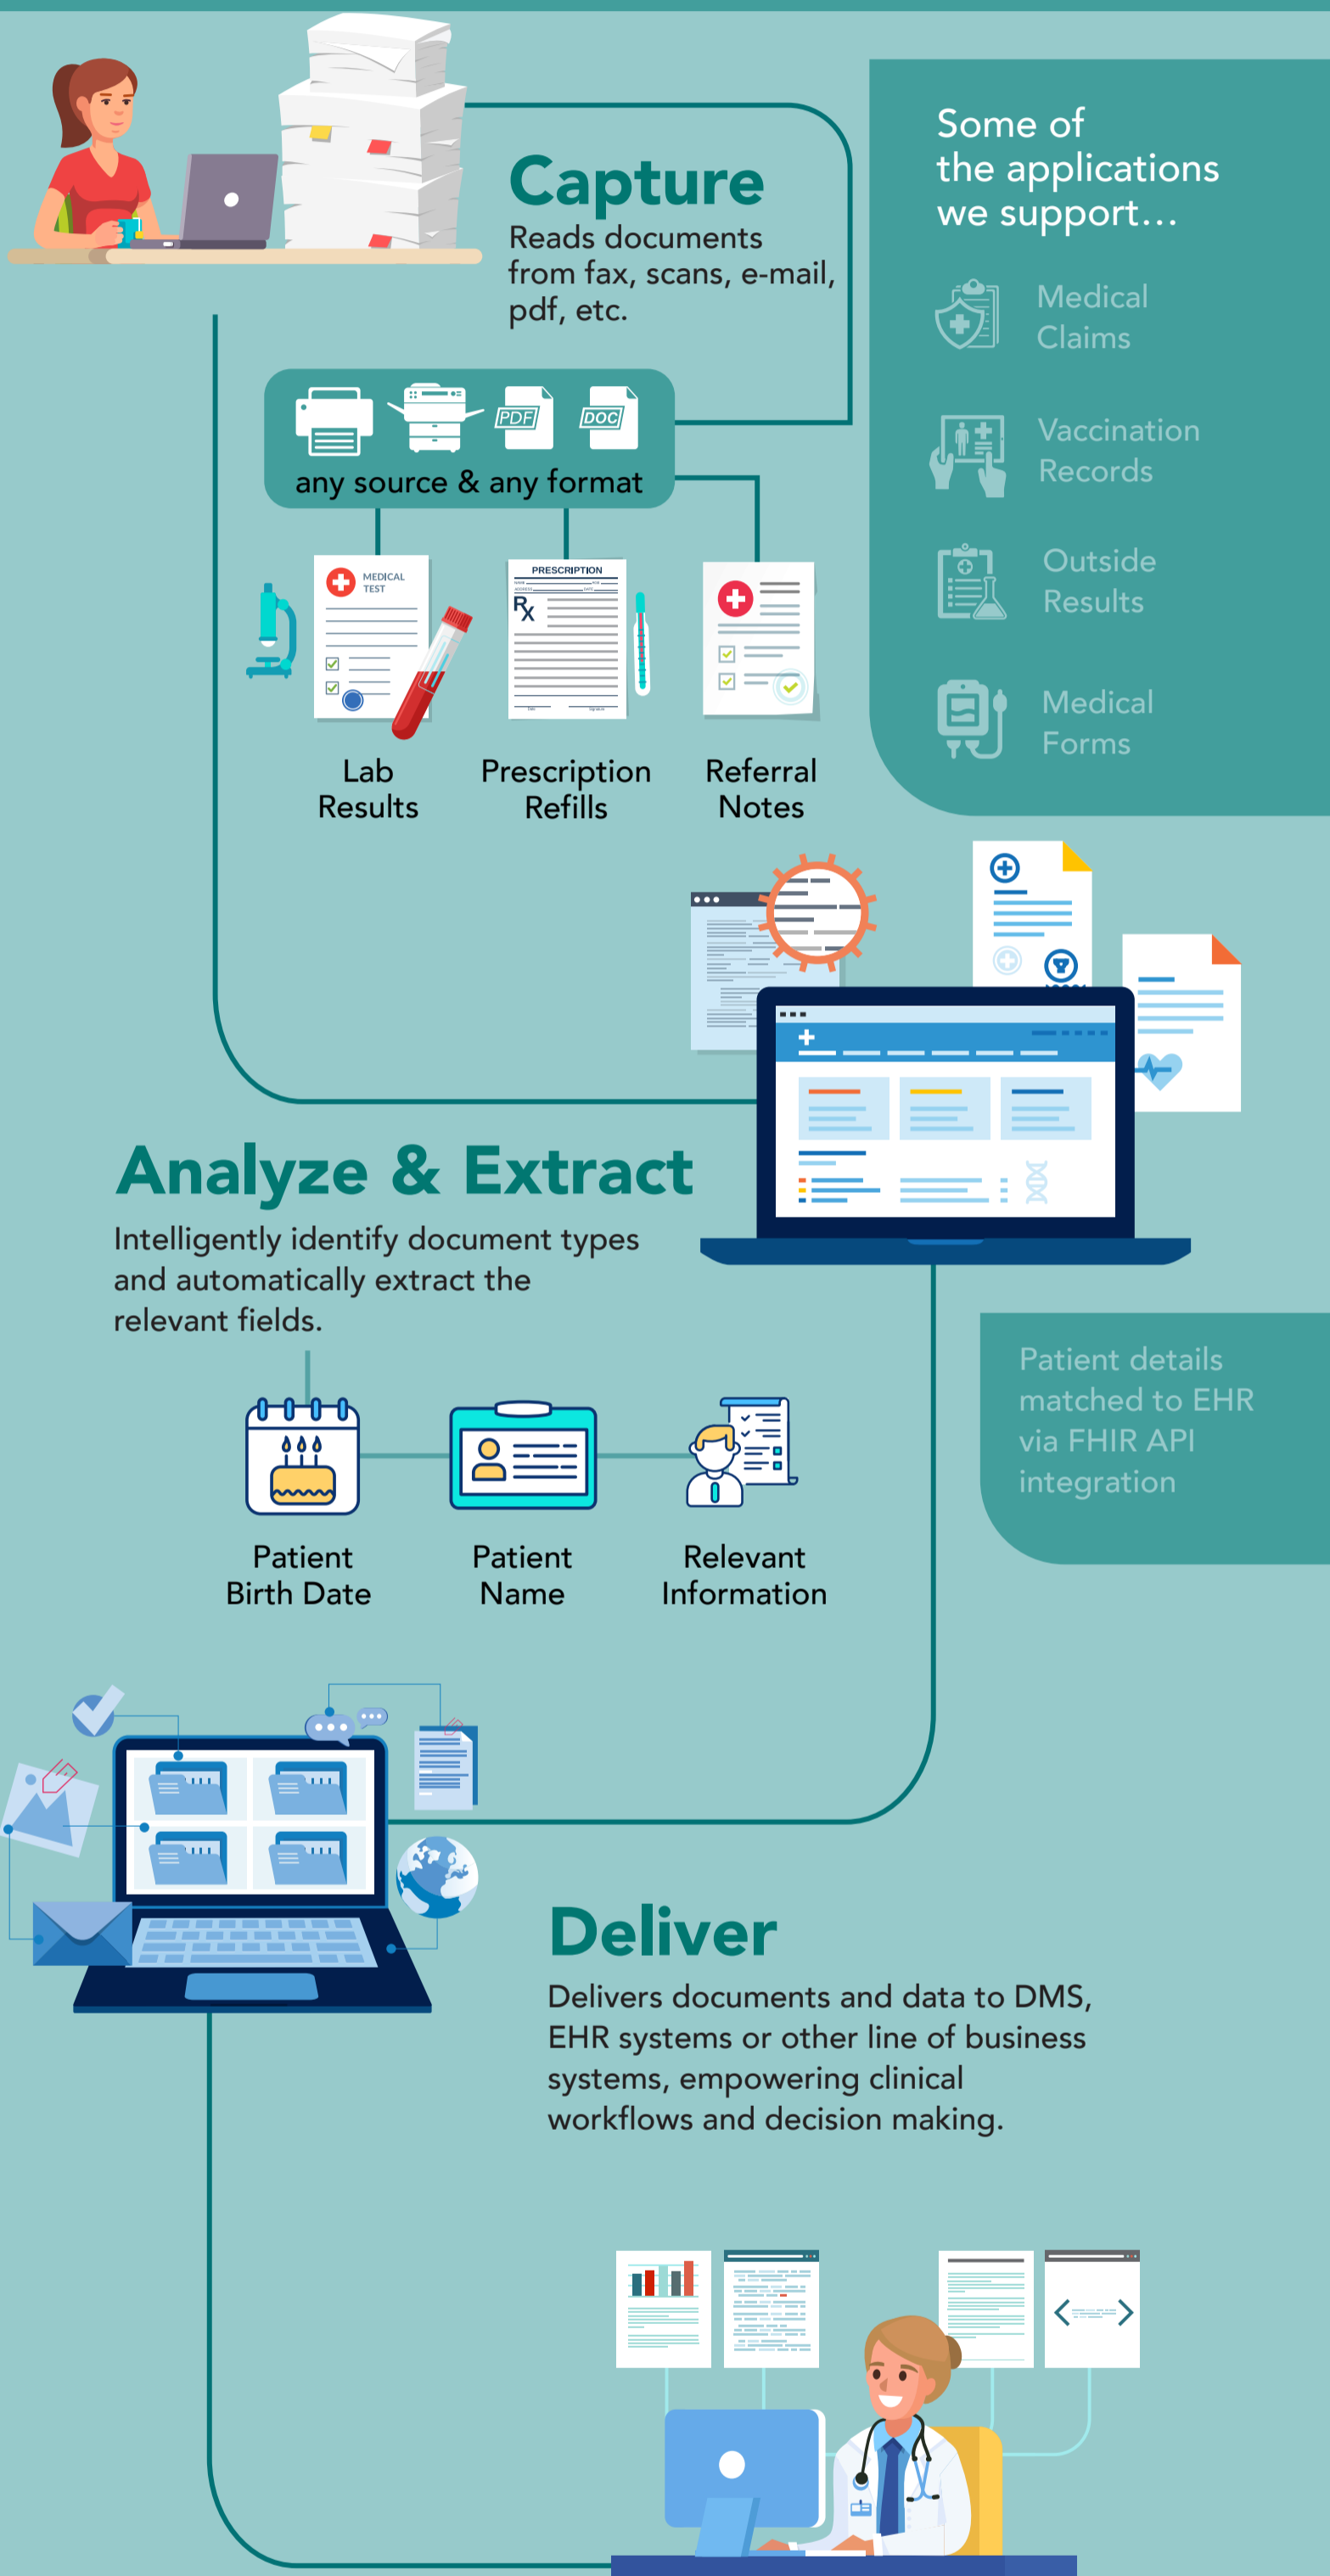 Capture
Reads documents
from fax, scans, e-mail,
pdf, etc.
Some of
the applications
we support...
Medical
Claims
Vaccination
Records
Outside
Results
Medical
Forms
PDF
DOC
any source & any format
MEDICAL
TEST
PRESCRIPTION
Rx
Lab
Results
Prescription
Refills
Referral
Notes
Analyze & Extract
Intelligently identify document types
and automatically extract the
relevant fields.
Patient details
matched to EHR
via FHIR API
integration
Patient
Birth Date
Patient
Name
Relevant
Information
Deliver
Delivers documents and data to DMS,
EHR systems or other line of business
systems, empowering clinical
workflows and decision making.